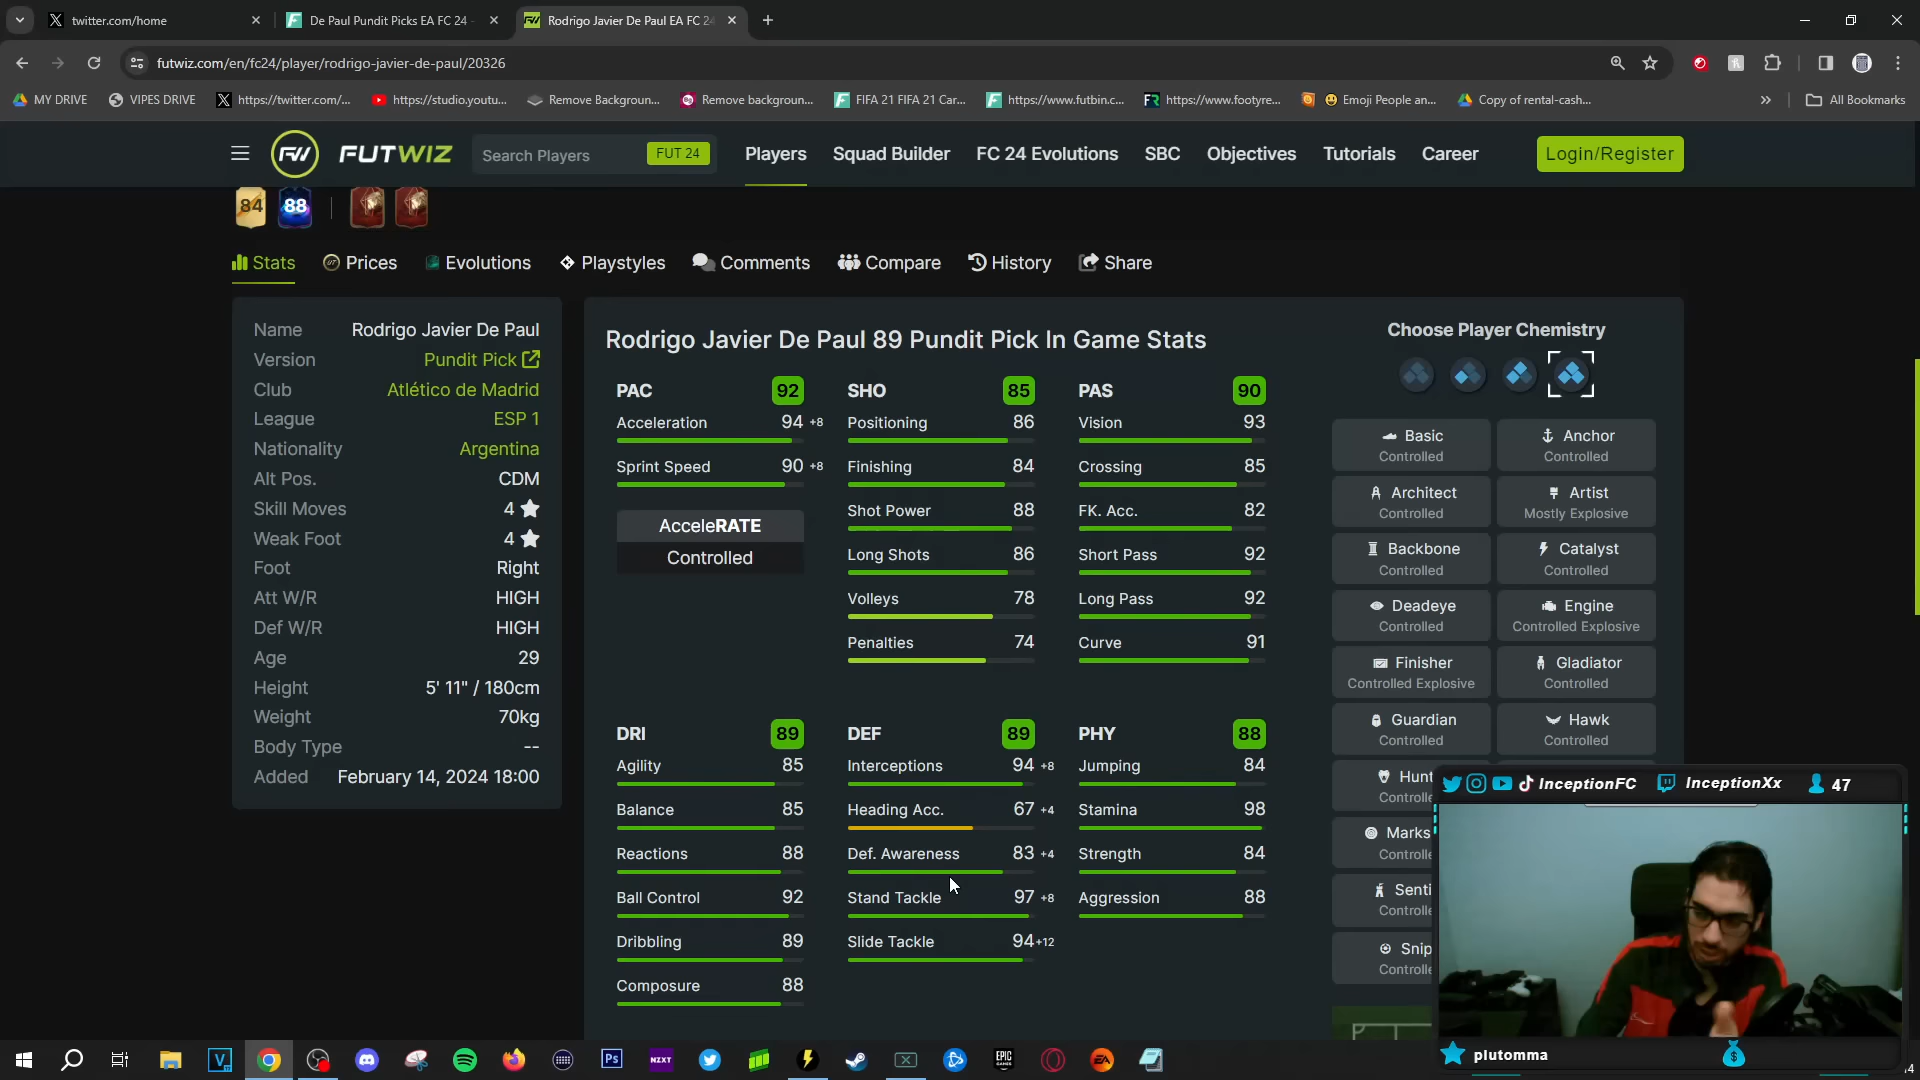 twitter.com/home
De Paul Pundit Picks EA FC 24 -
Rodrigo Javier De Paul EA FC 24
futwiz.com/en/fc24/player/rodrigo-javier-de-paul/20326
MY DRIVE
VIPES DRIVE
https://twitter.com/...
https://studio.youtu...
Remove Backgroun...
Remove backgroun...
FIFA 21 FIFA 21 Car...
https://www.futbin.c...
https://www.footyre...
Emoji People an...
Copy of rental-cash...
All Bookmarks
FUTWIZ
Search Players
FUT 24
Players
Squad Builder
FC 24 Evolutions
SBC
Objectives
Tutorials
Career
Login/Register
84
88
Stats
Prices
Evolutions
Playstyles
Comments
Compare
History
Share
Name Rodrigo Javier De Paul
Version Pundit Pick
Club Atlético de Madrid
League ESP 1
Nationality Argentina
Alt Pos. CDM
Skill Moves 4
Weak Foot 4
Foot Right
Att W/R HIGH
Def W/R HIGH
Age 29
Height 5' 11" / 180cm
Weight 70kg
Body Type --
Added February 14, 2024 18:00
Rodrigo Javier De Paul 89 Pundit Pick In Game Stats
PAC 92
Acceleration 94 +8
Sprint Speed 90 +8
AcceleRATE
Controlled
SHO 85
Positioning 86
Finishing 84
Shot Power 88
Long Shots 86
Volleys 78
Penalties 74
PAS 90
Vision 93
Crossing 85
FK. Acc. 82
Short Pass 92
Long Pass 92
Curve 91
DRI 89
Agility 85
Balance 85
Reactions 88
Ball Control 92
Dribbling 89
Composure 88
DEF 89
Interceptions 94 +8
Heading Acc. 67 +4
Def. Awareness 83 +4
Stand Tackle 97 +8
Slide Tackle 94 +12
PHY 88
Jumping 84
Stamina 98
Strength 84
Aggression 88
Choose Player Chemistry
Basic
Controlled
Anchor
Controlled
Architect
Controlled
Artist
Mostly Explosive
Backbone
Controlled
Catalyst
Controlled
Deadeye
Controlled
Engine
Controlled Explosive
Finisher
Controlled Explosive
Gladiator
Controlled
Guardian
Controlled
Hawk
Controlled
Hunt
Controlle
Marks
Controlle
Senti
Controlle
Snip
Controlle
InceptionFC
InceptionXx
47
plutomma